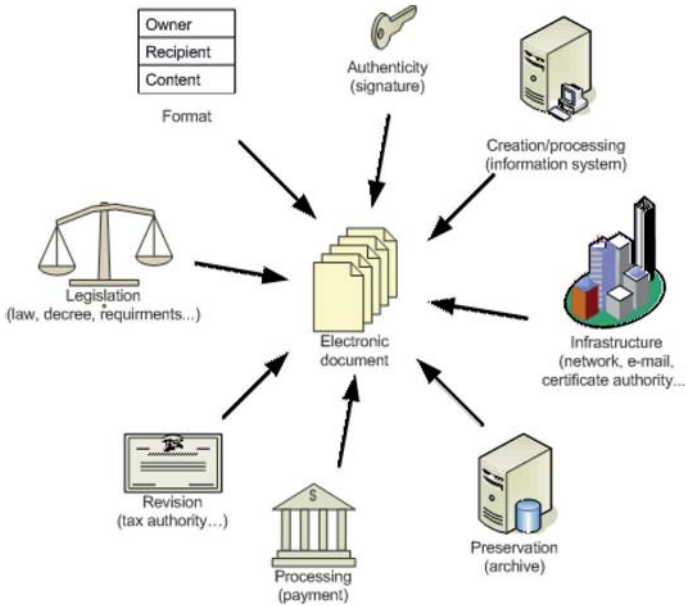 Owner
Recipient
Content
Format
Authenticity
(signature)
Creation/processing
(information system)
Legislation
(law, decree, requirments...)
Electronic
document
Infrastructure
(network, e-mail,
certificate authority...
Revision
(tax authority...)
$
Processing
(payment)
Preservation
(archive)